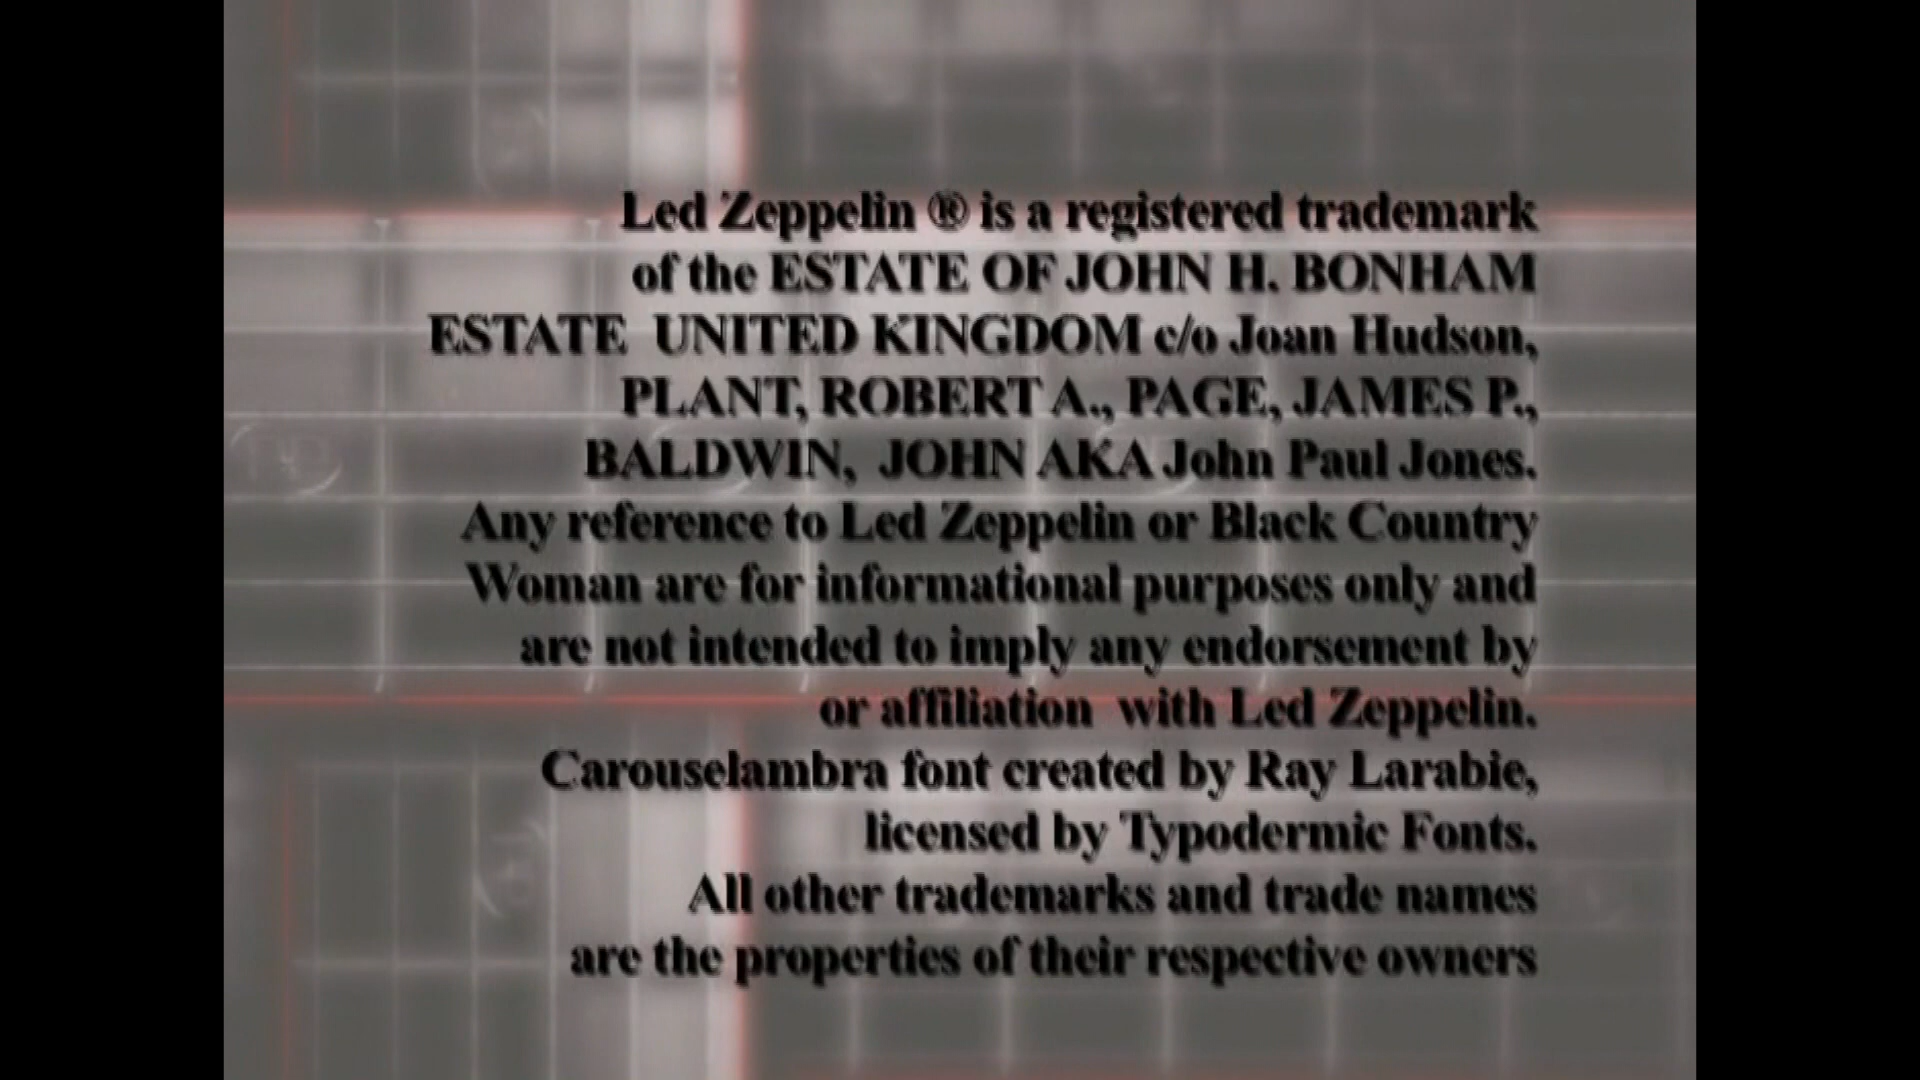 Led Zeppelin ® is a registered trademark
of the ESTATE OF JOHN H. BONHAM
ESTATE UNITED KINGDOM c/o Joan Hudson,
PLANT, ROBERT A., PAGE, JAMES P.,
BALDWIN, JOHN AKA John Paul Jones.
Any reference to Led Zeppelin or Black Country
Woman are for informational purposes only and
are not intended to imply any endorsement by
or affiliation with Led Zeppelin.
Carouselambra font created by Ray Larabie,
licensed by Typodermic Fonts.
All other trademarks and trade names
are the properties of their respective owners